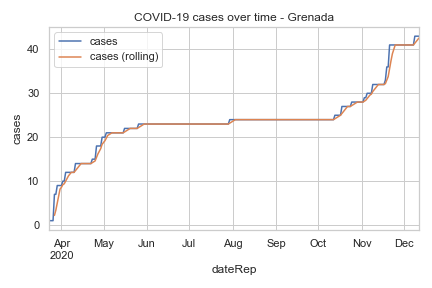 COVID-19 cases over time - Grenada
cases
cases (rolling)
cases
40
30
20
10
0
Apr May Jun Jul Aug Sep Oct Nov Dec
2020
dateRep